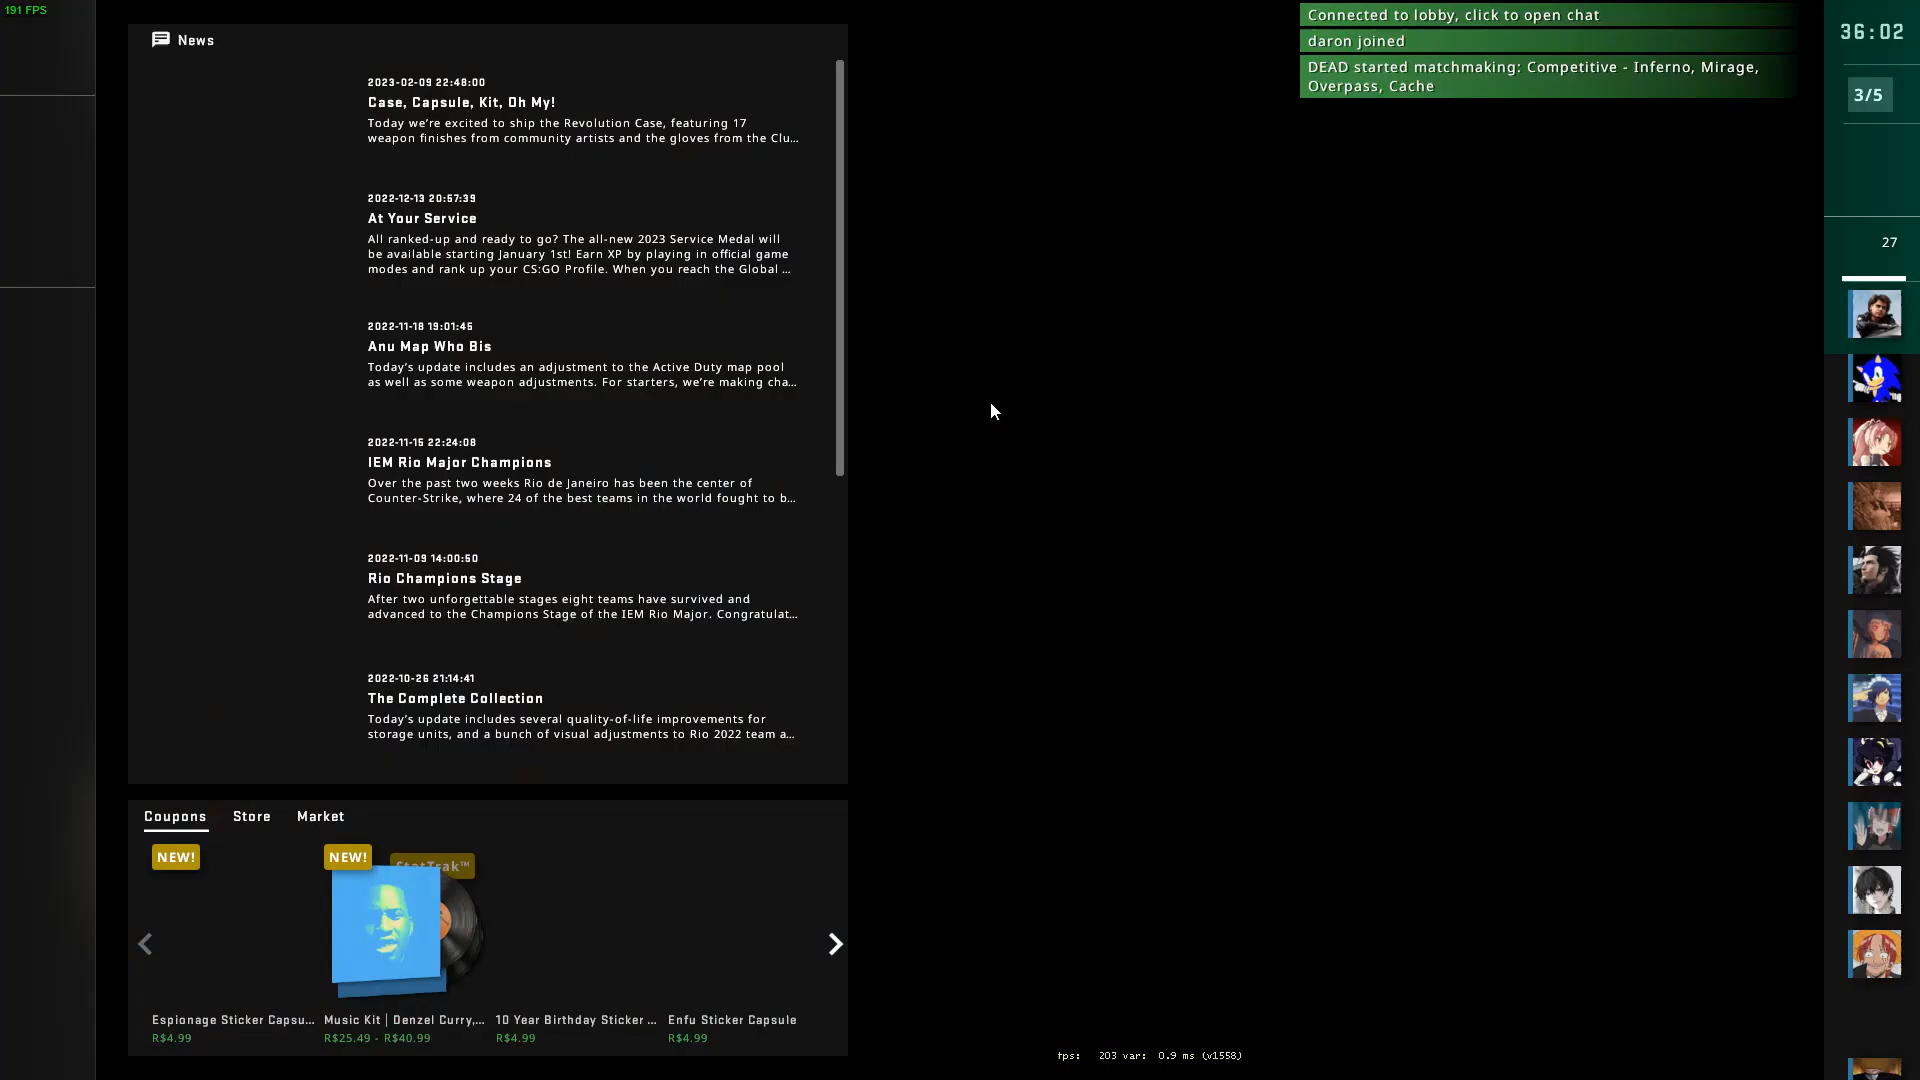 191 FPS
News
2023-02-09 22:48:00
Case, Capsule, Kit, Oh My!
Today we're excited to ship the Revolution Case, featuring 17
weapon finishes from community artists and the gloves from the Clu...
2022-12-13 20:57:39
At Your Service
All ranked-up and ready to go? The all-new 2023 Service Medal will
be available starting January 1st! Earn XP by playing in official game
modes and rank up your CS:GO Profile. When you reach the Global ...
2022-11-18 19:01:45
Anu Map Who Bis
Today's update includes an adjustment to the Active Duty map pool
as well as some weapon adjustments. For starters, we're making cha...
2022-11-15 22:24:08
IEM Rio Major Champions
Over the past two weeks Rio de Janeiro has been the center of
Counter-Strike, where 24 of the best teams in the world fought to b...
2022-11-09 14:00:50
Rio Champions Stage
After two unforgettable stages eight teams have survived and
advanced to the Champions Stage of the IEM Rio Major. Congratulat...
2022-10-26 21:14:41
The Complete Collection
Today's update includes several quality-of-life improvements for
storage units, and a bunch of visual adjustments to Rio 2022 team a...
Coupons Store Market
NEW! NEW! StatTrak™
Espionage Sticker Capsu... Music Kit | Denzel Curry,... 10 Year Birthday Sticker ... Enfu Sticker Capsule
R$4.99 R$25.49 - R$40.99 R$4.99 R$4.99
Connected to lobby, click to open chat
daron joined
DEAD started matchmaking: Competitive - Inferno, Mirage,
Overpass, Cache
36:02
3/5
27
fps: 203 var: 0.9 ms (v1558)